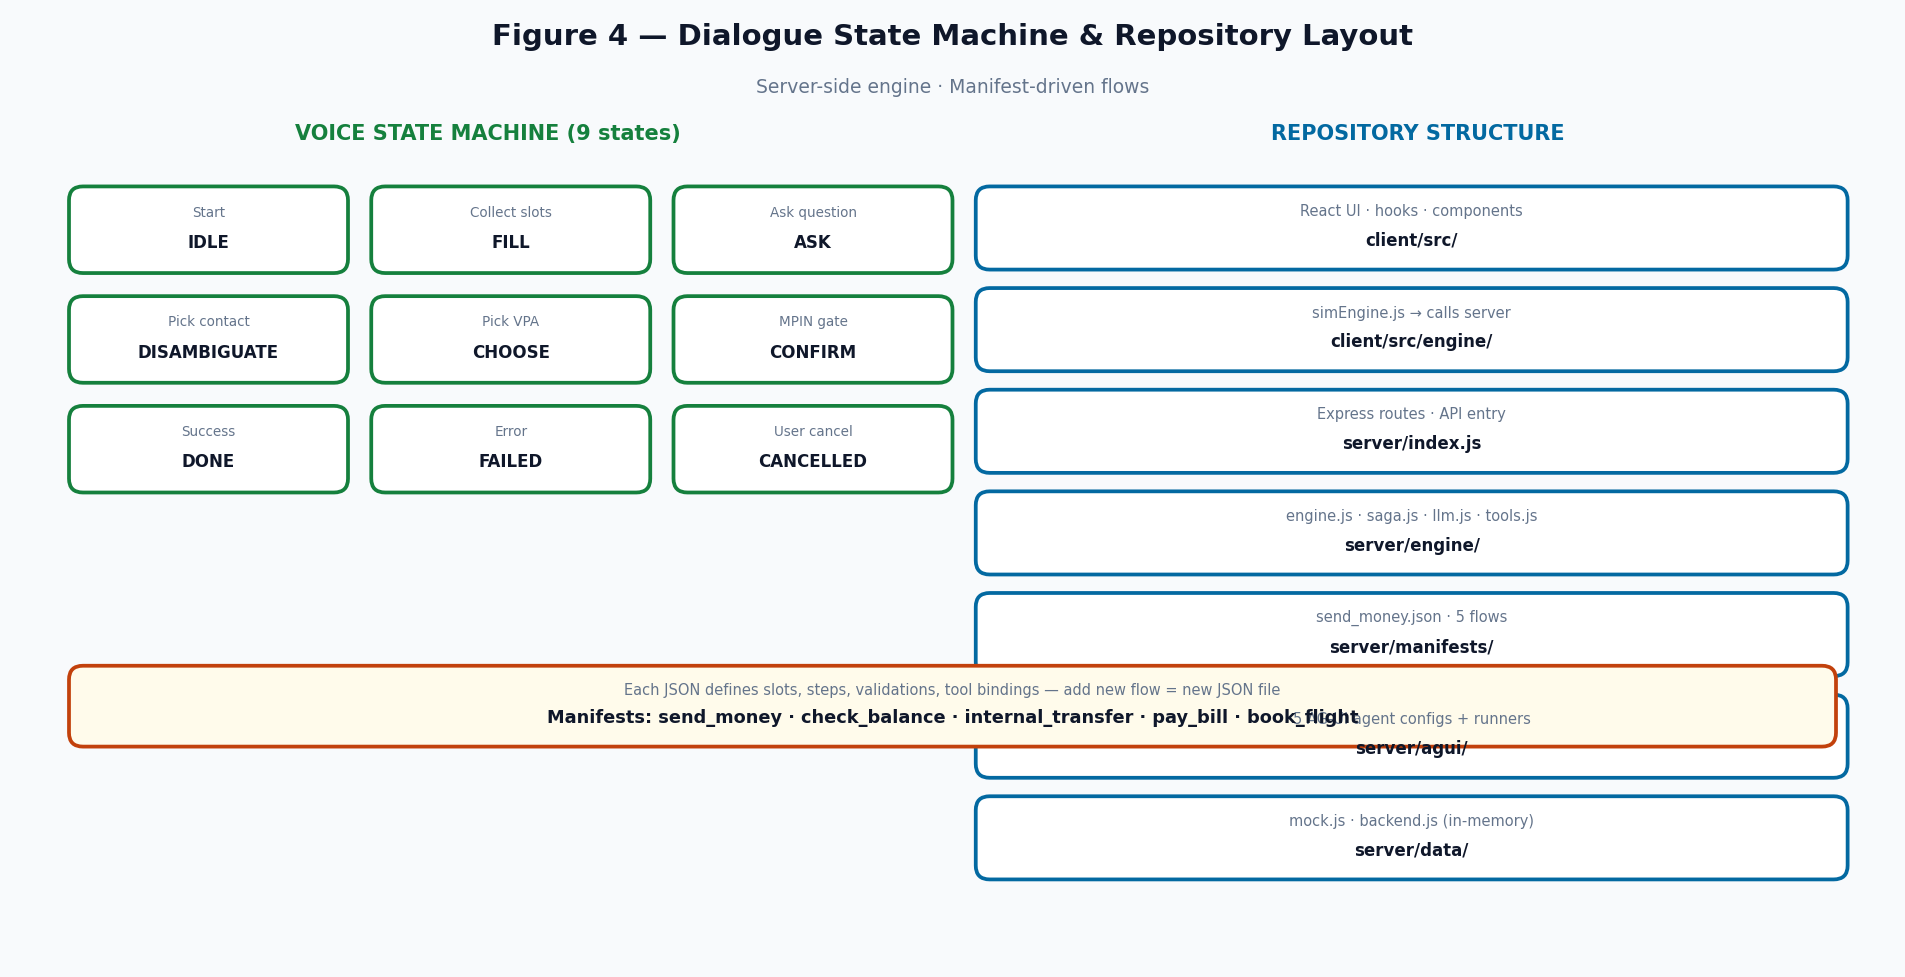 Figure 4 — Dialogue State Machine & Repository Layout
Server-side engine · Manifest-driven flows
VOICE STATE MACHINE (9 states)
Start
IDLE
Collect slots
FILL
Ask question
ASK
Pick contact
DISAMBIGUATE
Pick VPA
CHOOSE
MPIN gate
CONFIRM
Success
DONE
Error
FAILED
User cancel
CANCELLED
REPOSITORY STRUCTURE
React UI · hooks · components
client/src/
simEngine.js → calls server
client/src/engine/
Express routes · API entry
server/index.js
engine.js · saga.js · llm.js · tools.js
server/engine/
send_money.json · 5 flows
server/manifests/
5 agent configs + runners
server/agui/
mock.js · backend.js (in-memory)
server/data/
Each JSON defines slots, steps, validations, tool bindings — add new flow = new JSON file
Manifests: send_money · check_balance · internal_transfer · pay_bill · book_flight